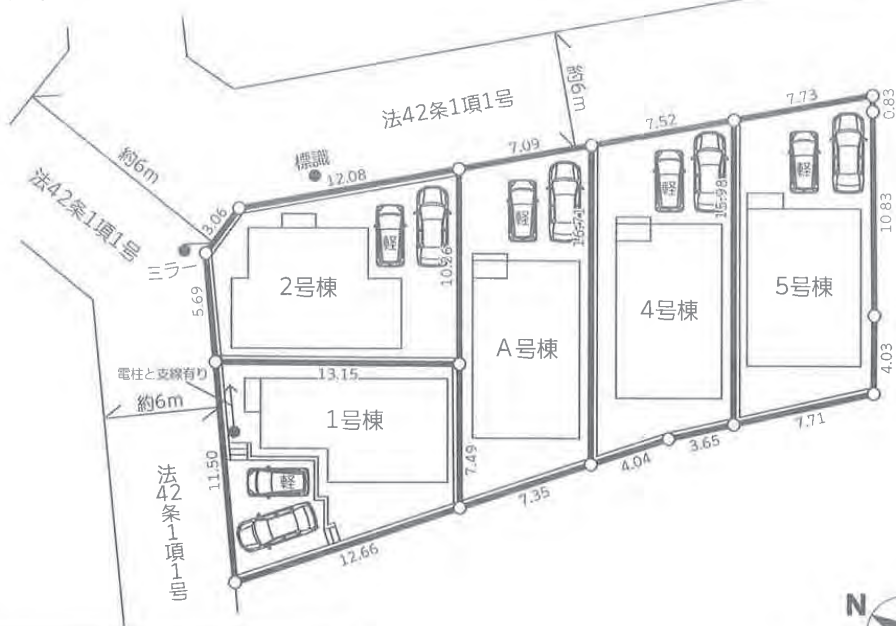 法42条1項1号
約6m
約6m
法42条1項1号
ミラー
標識
3.06
12.08
7.09
7.52
7.73
0.83
10.83
4.03
5.69
2号棟
軽
10.26
軽
16.71
A号棟
軽
15.98
4号棟
軽
5号棟
電柱と支線有り
約6m
13.15
1号棟
軽
7.49
11.50
法42条1項1号
12.66
7.35
4.04
3.65
7.71
N